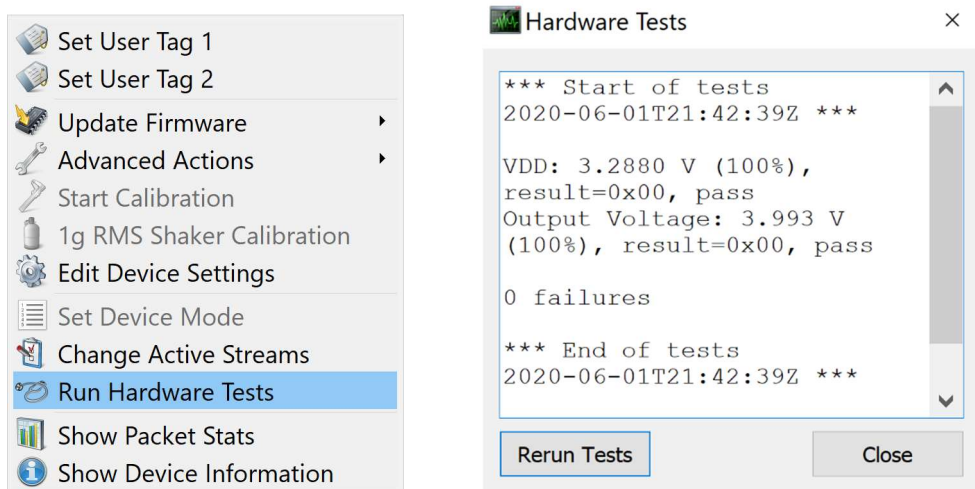 Set User Tag 1
Set User Tag 2
Update Firmware
Advanced Actions
Start Calibration
1g RMS Shaker Calibration
Edit Device Settings
Set Device Mode
Change Active Streams
Run Hardware Tests
Show Packet Stats
Show Device Information
Hardware Tests
*** Start of tests
2020-06-01T21:42:39Z ***
VDD: 3.2880 V (100%),
result=0x00, pass
Output Voltage: 3.993 V
(100%), result=0x00, pass
0 failures
*** End of tests
2020-06-01T21:42:39Z ***
Rerun Tests
Close